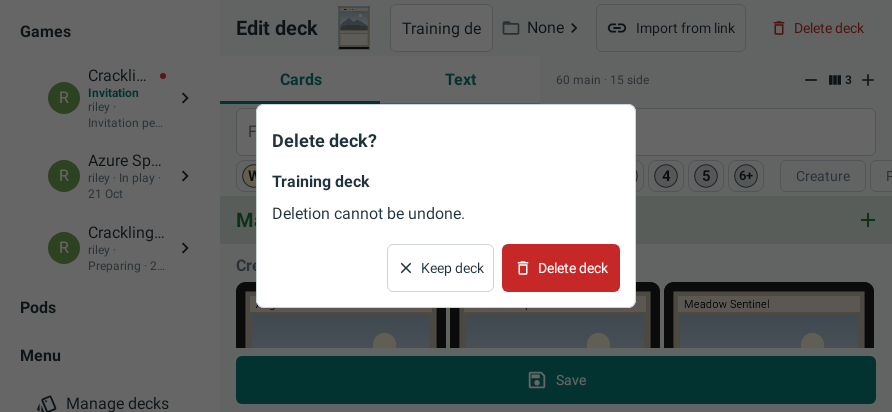 Games
Edit deck
Training de
None
Import from link
Delete deck
Crackli...
R
Invitation
riley ·
Invitation pe...
Cards
Text
60 main · 15 side
3
Azure Sp...
R
riley · In play ·
21 Oct
4
5
6+
Creature
Delete deck?
Training deck
Deletion cannot be undone.
Keep deck
Delete deck
Crackling...
R
riley ·
Preparing · 2...
Meadow Sentinel
Pods
Menu
Save
Manage decks